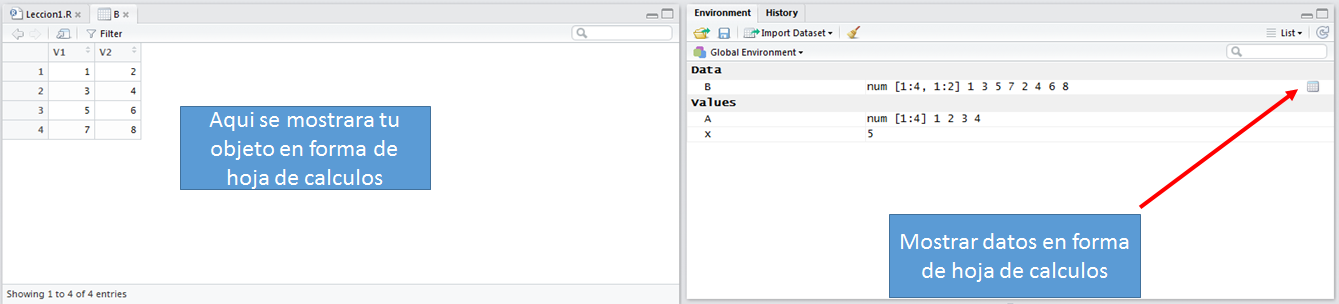 Leccion1.R × B ×
Filter
V1 V2
1 1 2
2 3 4
3 5 6
4 7 8
Aqui se mostrara tu
objeto en forma de
hoja de calculos
Showing 1 to 4 of 4 entries
Environment History
Import Dataset List
Global Environment
Data
B num [1:4, 1:2] 1 3 5 7 2 4 6 8
Values
A num [1:4] 1 2 3 4
x 5
Mostrar datos en forma
de hoja de calculos